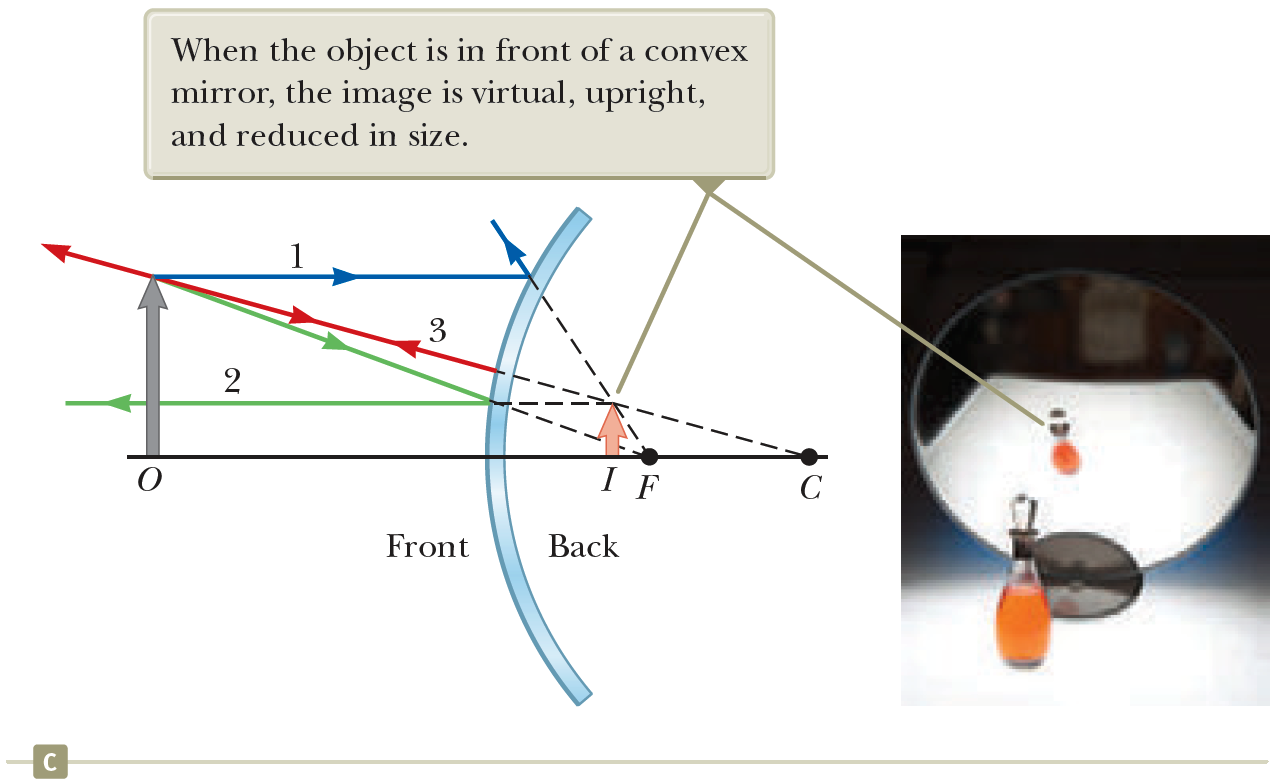 When the object is in front of a convex
mirror, the image is virtual, upright,
and reduced in size.
1
3
2
O
I
F
C
Front
Back
C